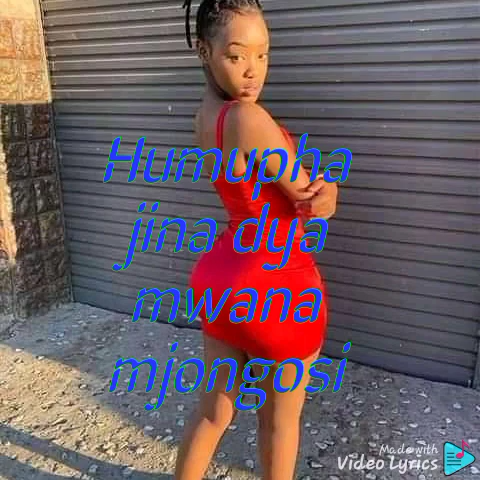 Humupha
jina dya
mwana
mjongosi
Made with
Video Lyrics